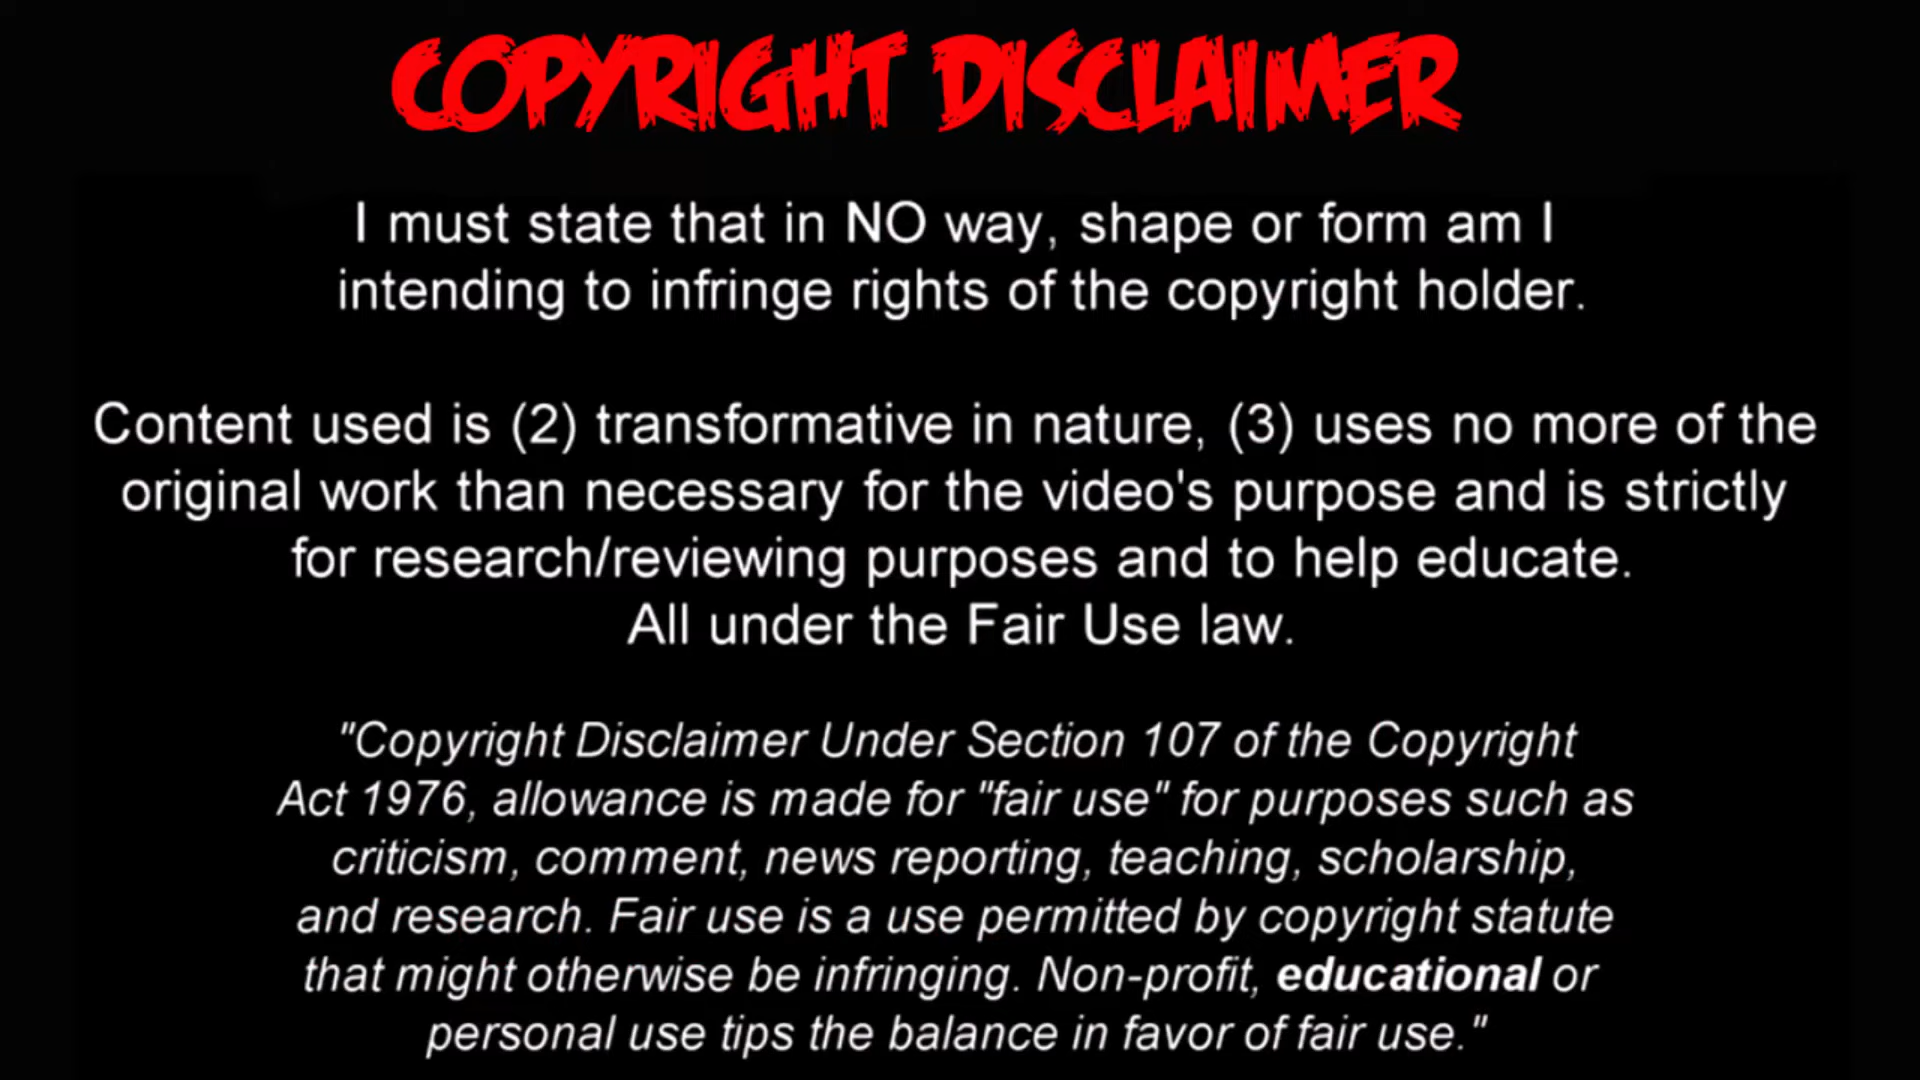 COPYRIGHT DISCLAIMER
I must state that in NO way, shape or form am I
intending to infringe rights of the copyright holder.
Content used is (2) transformative in nature, (3) uses no more of the
original work than necessary for the video's purpose and is strictly
for research/reviewing purposes and to help educate.
All under the Fair Use law.
"Copyright Disclaimer Under Section 107 of the Copyright
Act 1976, allowance is made for "fair use" for purposes such as
criticism, comment, news reporting, teaching, scholarship,
and research. Fair use is a use permitted by copyright statute
that might otherwise be infringing. Non-profit, educational or
personal use tips the balance in favor of fair use."